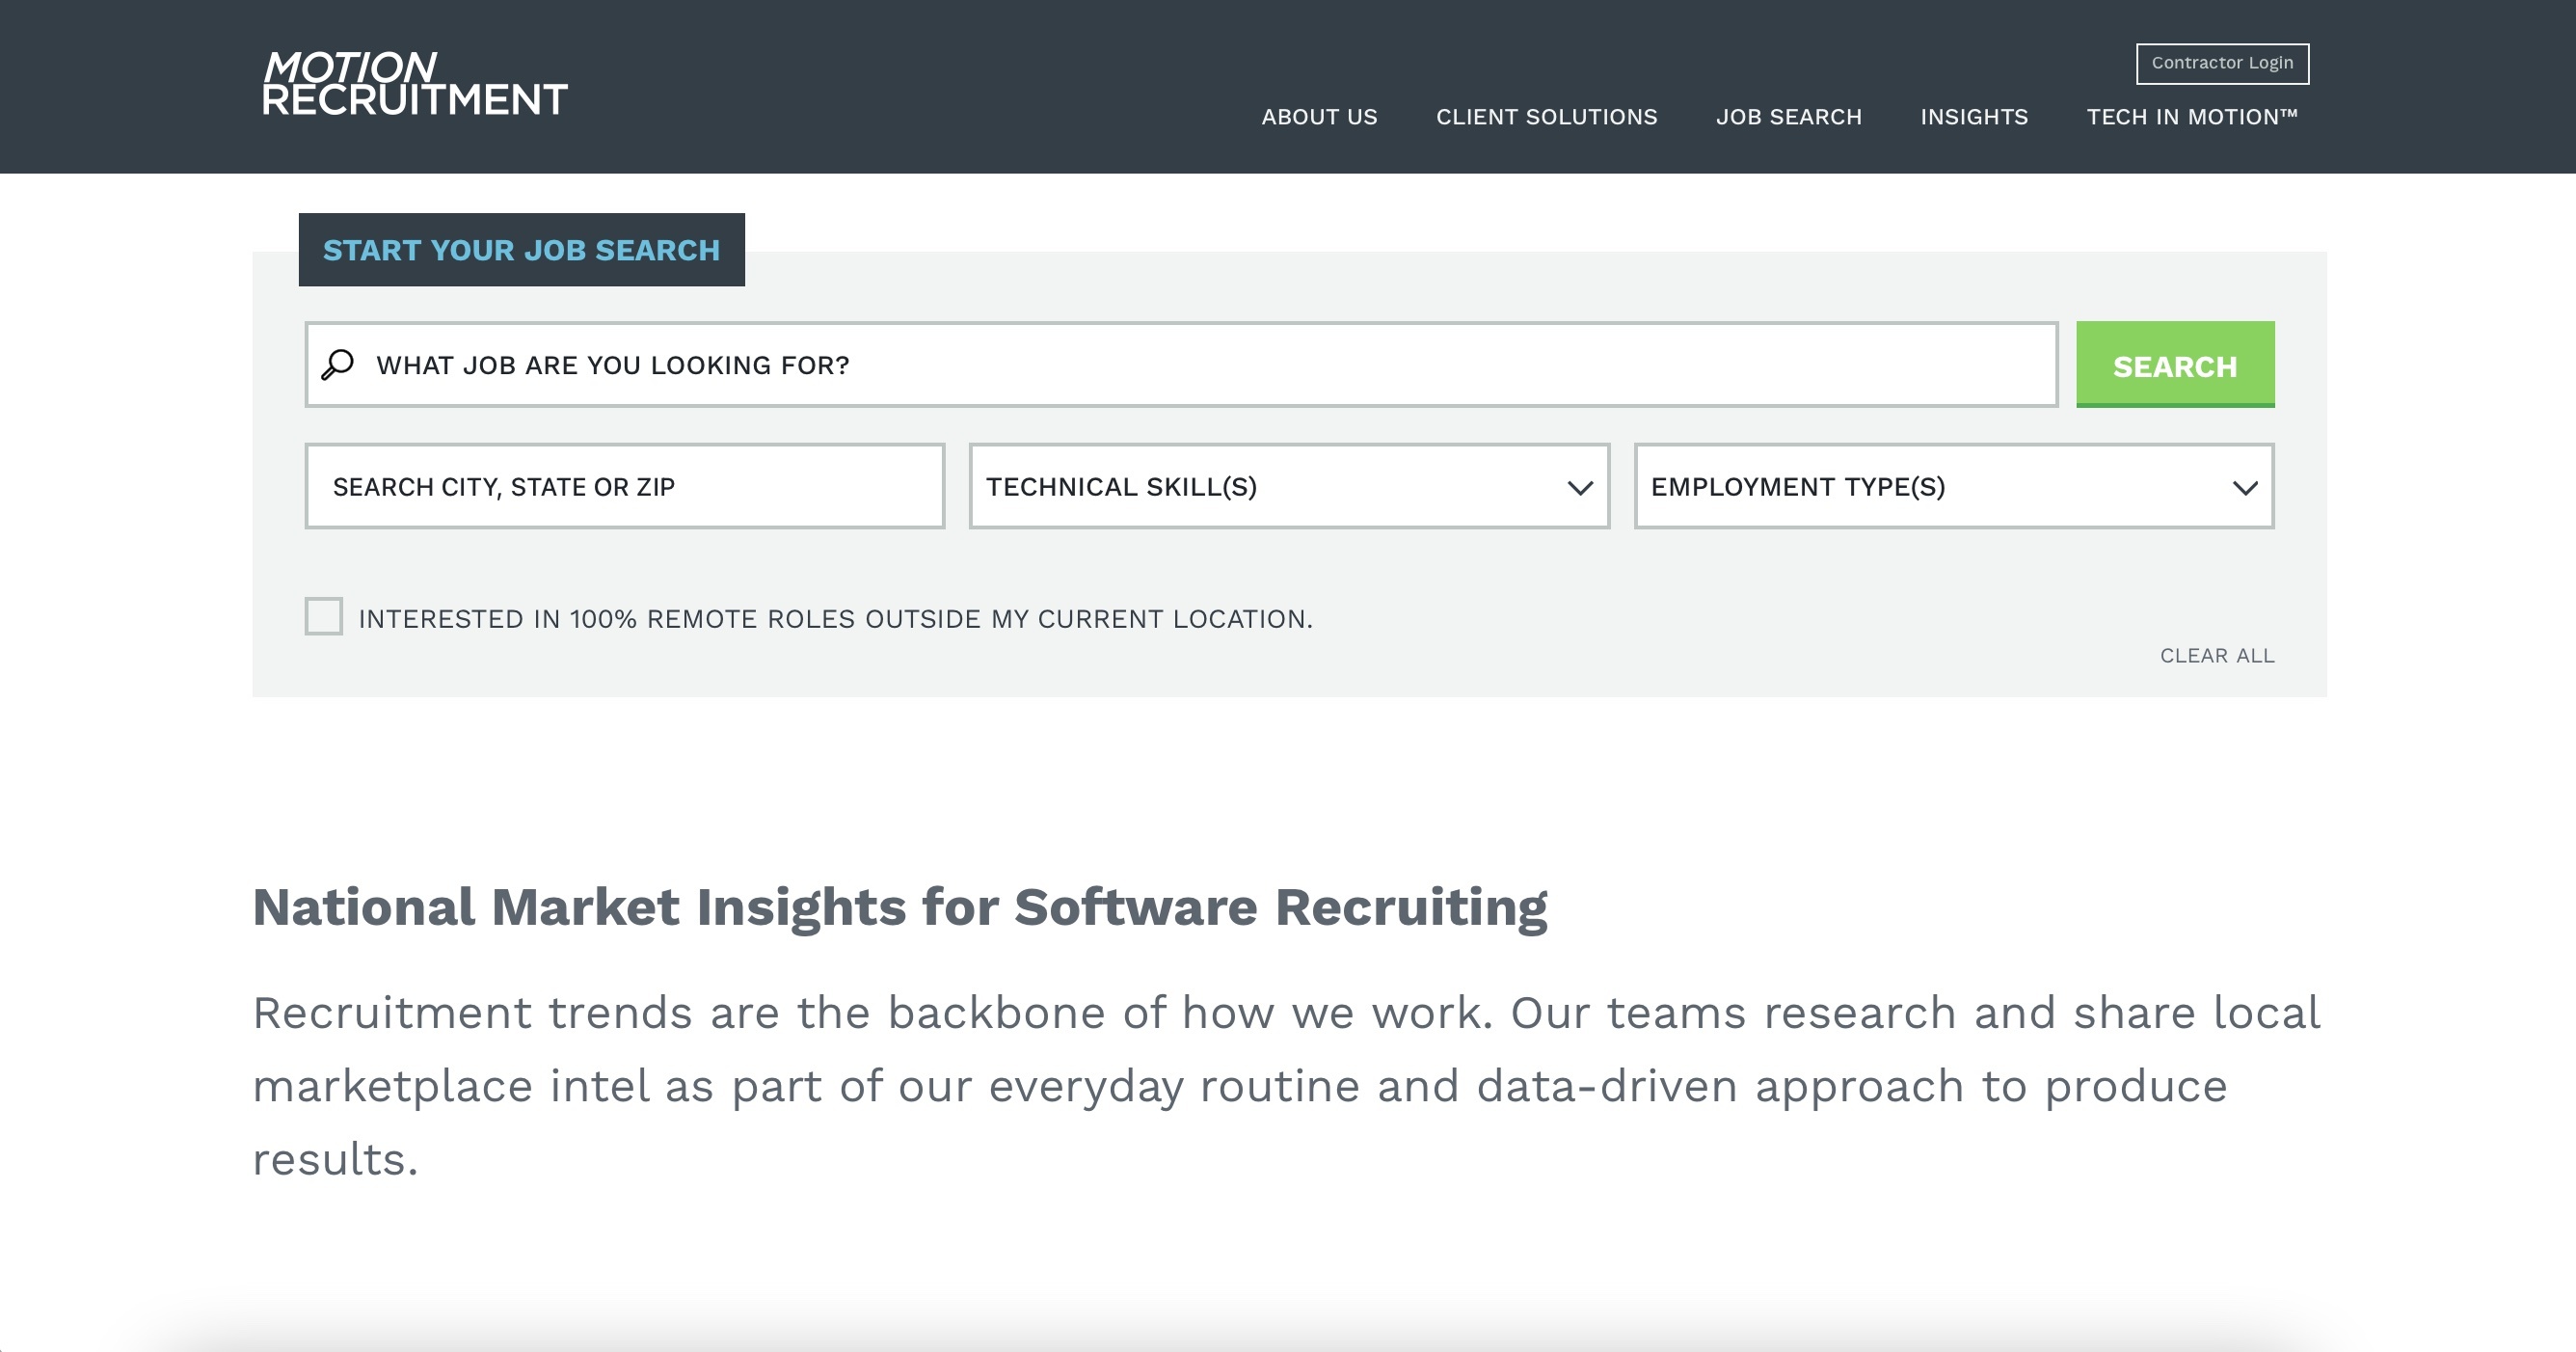 MOTION
RECRUITMENT
Contractor Login
ABOUT US CLIENT SOLUTIONS JOB SEARCH INSIGHTS TECH IN MOTION™
START YOUR JOB SEARCH
WHAT JOB ARE YOU LOOKING FOR? SEARCH
SEARCH CITY, STATE OR ZIP TECHNICAL SKILL(S) EMPLOYMENT TYPE(S)
INTERESTED IN 100% REMOTE ROLES OUTSIDE MY CURRENT LOCATION.
CLEAR ALL
National Market Insights for Software Recruiting
Recruitment trends are the backbone of how we work. Our teams research and share local
marketplace intel as part of our everyday routine and data-driven approach to produce
results.